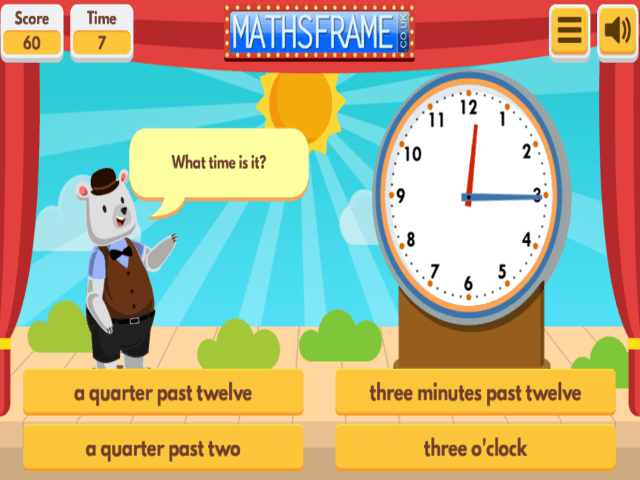 Score
60
Time
7
MATHSFRAME
.CO.UK
What time is it?
12
1
2
3
4
5
6
7
8
9
10
11
a quarter past twelve
three minutes past twelve
a quarter past two
three o'clock